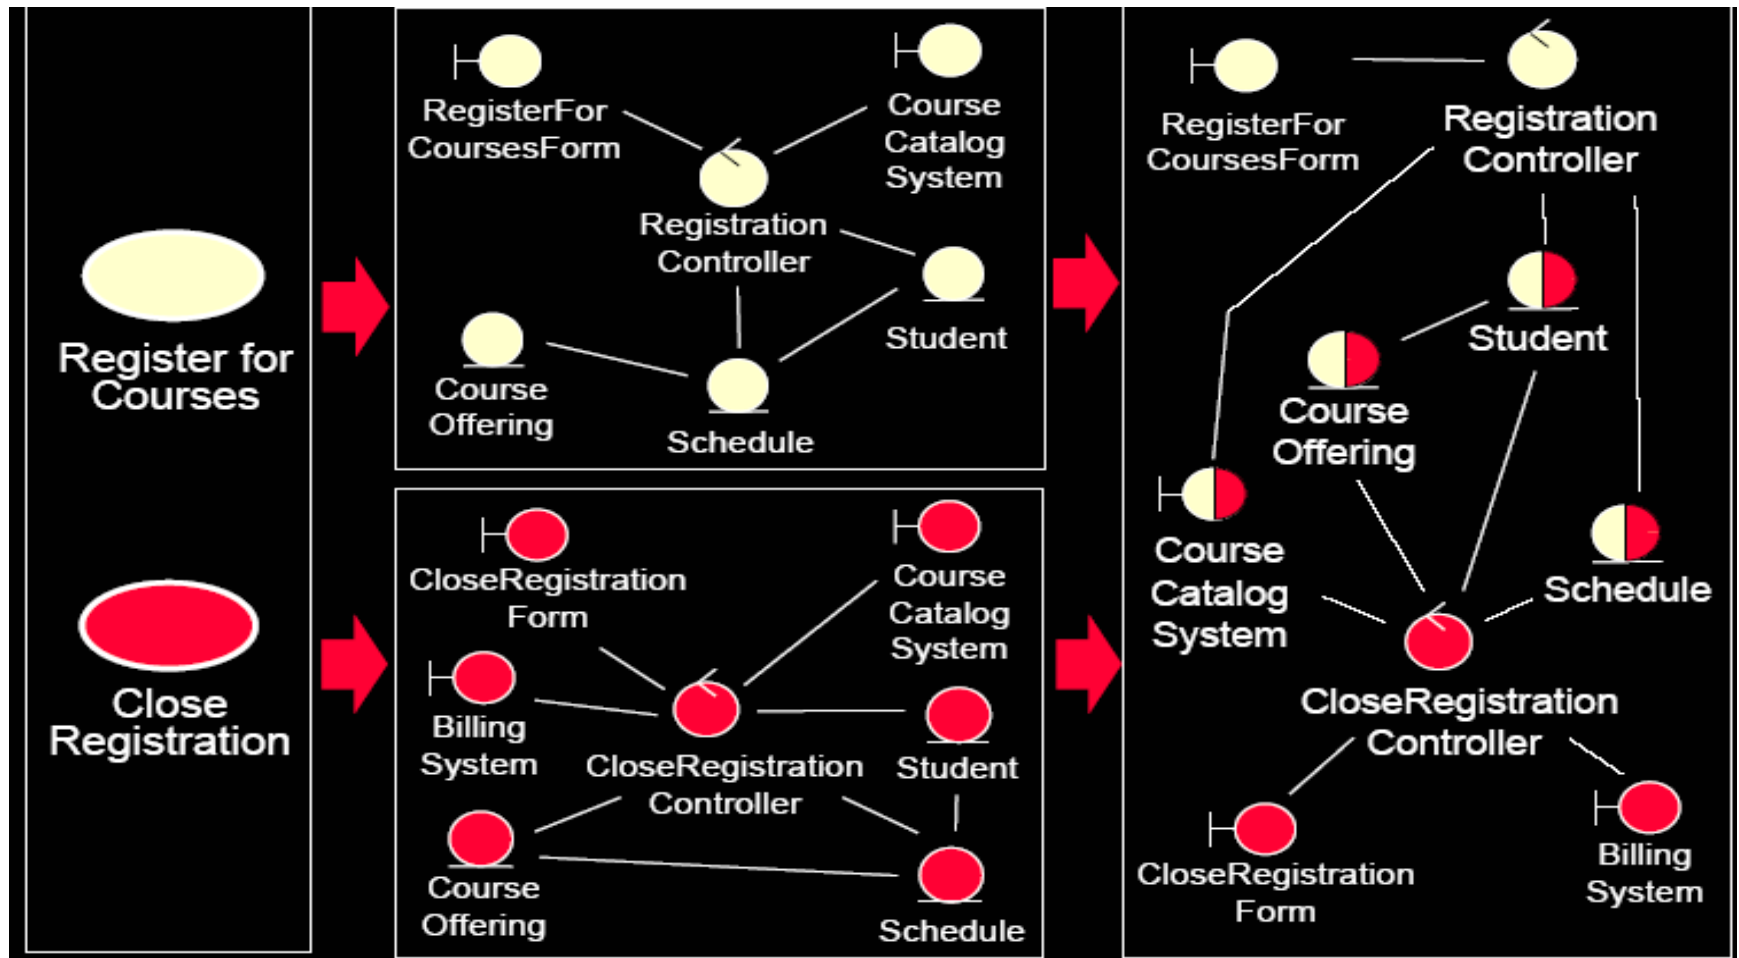 Register for
Courses
Close
Registration
RegisterFor
CoursesForm
Course
Catalog
System
Registration
Controller
Student
Course
Offering
Schedule
CloseRegistration
Form
Course
Catalog
System
Billing
System
CloseRegistration
Controller
Student
Course
Offering
Schedule
RegisterFor
CoursesForm
Registration
Controller
Student
Course
Offering
Course
Catalog
System
Schedule
CloseRegistration
Controller
CloseRegistration
Form
Billing
System